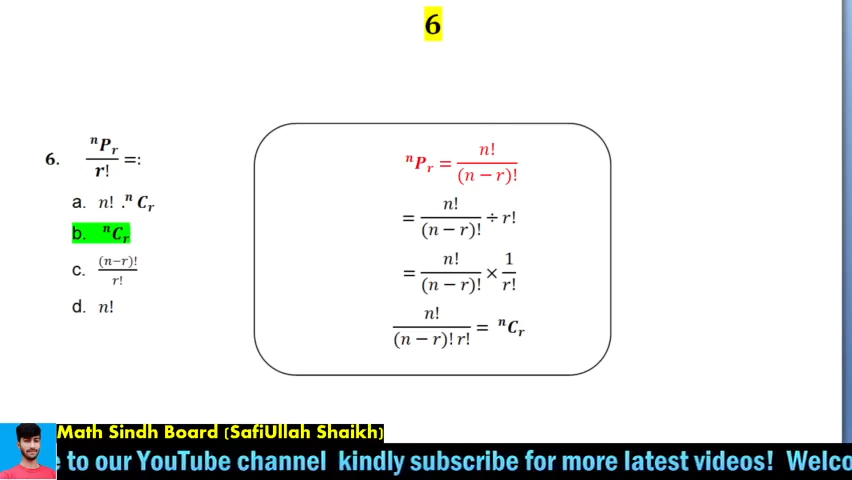 6
6. ⁿPᵣ / r! =:
a. n! .ⁿCᵣ
b. ⁿCᵣ
c. (n−r)! / r!
d. n!
ⁿPᵣ = n! / (n − r)!
= n! / (n − r)! ÷ r!
= n! / (n − r)! × 1 / r!
n! / (n − r)! r! = ⁿCᵣ
Math Sindh Board (SafiUllah Shaikh)
e to our YouTube channel kindly subscribe for more latest videos! Welco